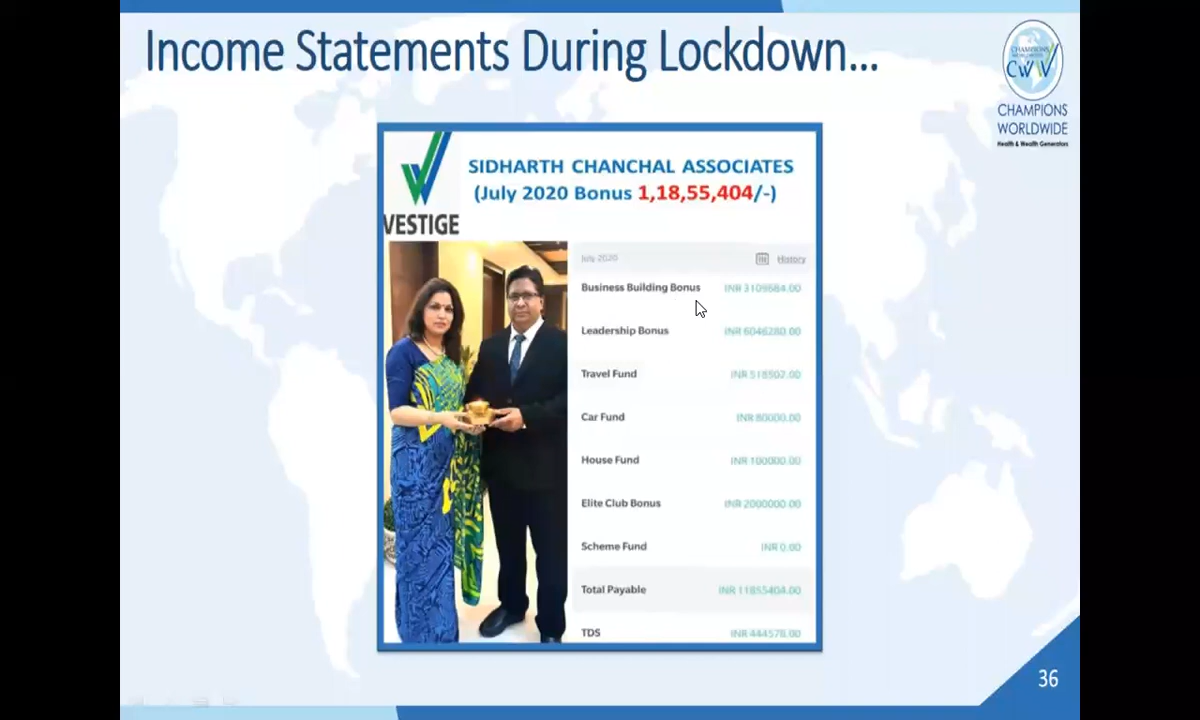 Income Statements During Lockdown...
CHAMPIONS
WORLDWIDE
CWW
CHAMPIONS
WORLDWIDE
Health & Wealth Generators
VESTIGE
SIDHARTH CHANCHAL ASSOCIATES
(July 2020 Bonus 1,18,55,404/-)
July 2020 History
Business Building Bonus INR 3109684.00
Leadership Bonus INR 6046280.00
Travel Fund INR 518502.00
Car Fund INR 80000.00
House Fund INR 100000.00
Elite Club Bonus INR 2000000.00
Scheme Fund INR 0.00
Total Payable INR 11855404.00
TDS INR 444578.00
36